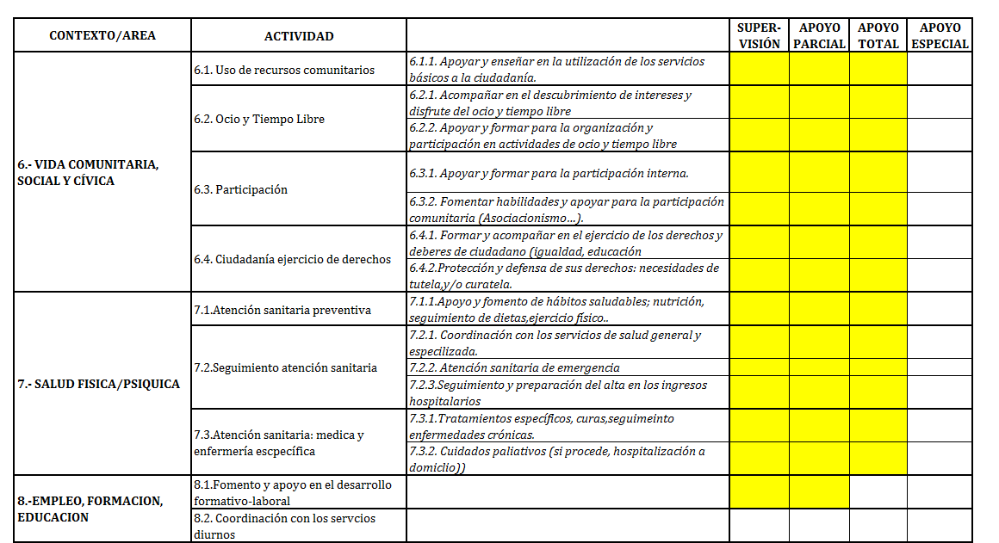 CONTEXTO/AREA
ACTIVIDAD
SUPER-
VISIÓN
APOYO
PARCIAL
APOYO
TOTAL
APOYO
ESPECIAL
6.- VIDA COMUNITARIA,
SOCIAL Y CÍVICA
6.1. Uso de recursos comunitarios
6.1.1. Apoyar y enseñar en la utilización de los servicios
básicos a la ciudadanía.
6.2. Ocio y Tiempo Libre
6.2.1. Acompañar en el descubrimiento de intereses y
disfrute del ocio y tiempo libre
6.2.2. Apoyar y formar para la organización y
participación en actividades de ocio y tiempo libre
6.3. Participación
6.3.1. Apoyar y formar para la participación interna.
6.3.2. Fomentar habilidades y apoyar para la participación
comunitaria (Asociacionismo...).
6.4. Ciudadanía ejercicio de derechos
6.4.1. Formar y acompañar en el ejercicio de los derechos y
deberes de ciudadano (igualdad, educación
6.4.2.Protección y defensa de sus derechos: necesidades de
tutela,y/o curatela.
7.- SALUD FISICA/PSIQUICA
7.1.Atención sanitaria preventiva
7.1.1.Apoyo y fomento de hábitos saludables; nutrición,
seguimiento de dietas,ejercicio físico..
7.2.Seguimiento atención sanitaria
7.2.1. Coordinación con los servicios de salud general y
especilizada.
7.2.2. Atención sanitaria de emergencia
7.2.3.Seguimiento y preparación del alta en los ingresos
hospitalarios
7.3.Atención sanitaria: medica y
enfermería escpecífica
7.3.1.Tratamientos específicos, curas,seguimeinto
enfermedades crónicas.
7.3.2. Cuidados paliativos (si procede, hospitalización a
domiclio))
8.-EMPLEO, FORMACION,
EDUCACION
8.1.Fomento y apoyo en el desarrollo
formativo-laboral
8.2. Coordinación con los servcios
diurnos